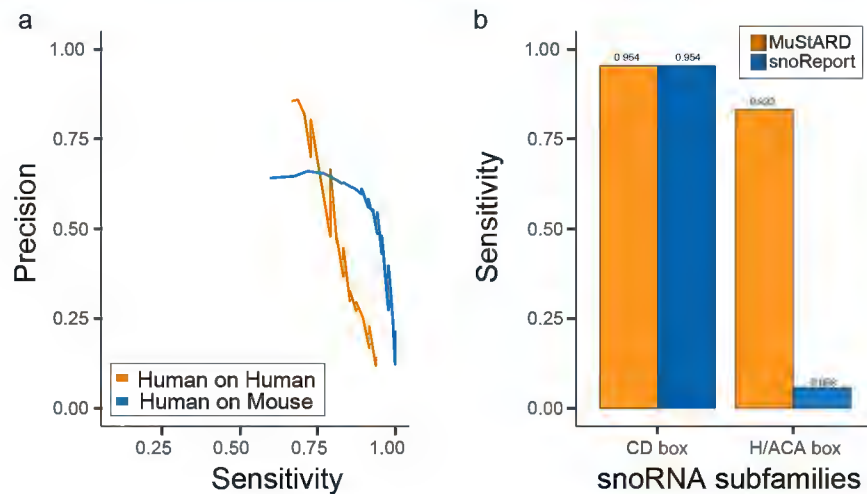 a
1.00
0.75
0.50
0.25
0.00
Precision
Human on Human
Human on Mouse
0.25
0.50
0.75
1.00
Sensitivity
b
MuStARD
snoReport
1.00
0.75
0.50
0.25
0.00
Sensitivity
0.954
0.954
CD box
H/ACA box
snoRNA subfamilies